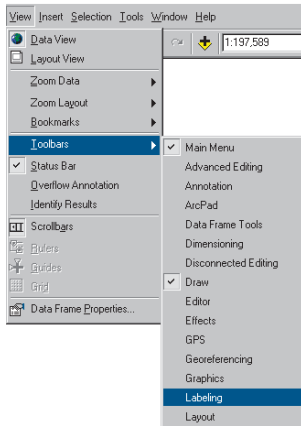 View Insert Selection Tools Window Help
Data View
Layout View
1:197,589
Zoom Data
Zoom Layout
Bookmarks
Toolbars
Status Bar
Overflow Annotation
Identify Results
Scrollbars
Rulers
Guides
Grid
Data Frame Properties...
Main Menu
Advanced Editing
Annotation
ArcPad
Data Frame Tools
Dimensioning
Disconnected Editing
Draw
Editor
Effects
GPS
Georeferencing
Graphics
Labeling
Layout